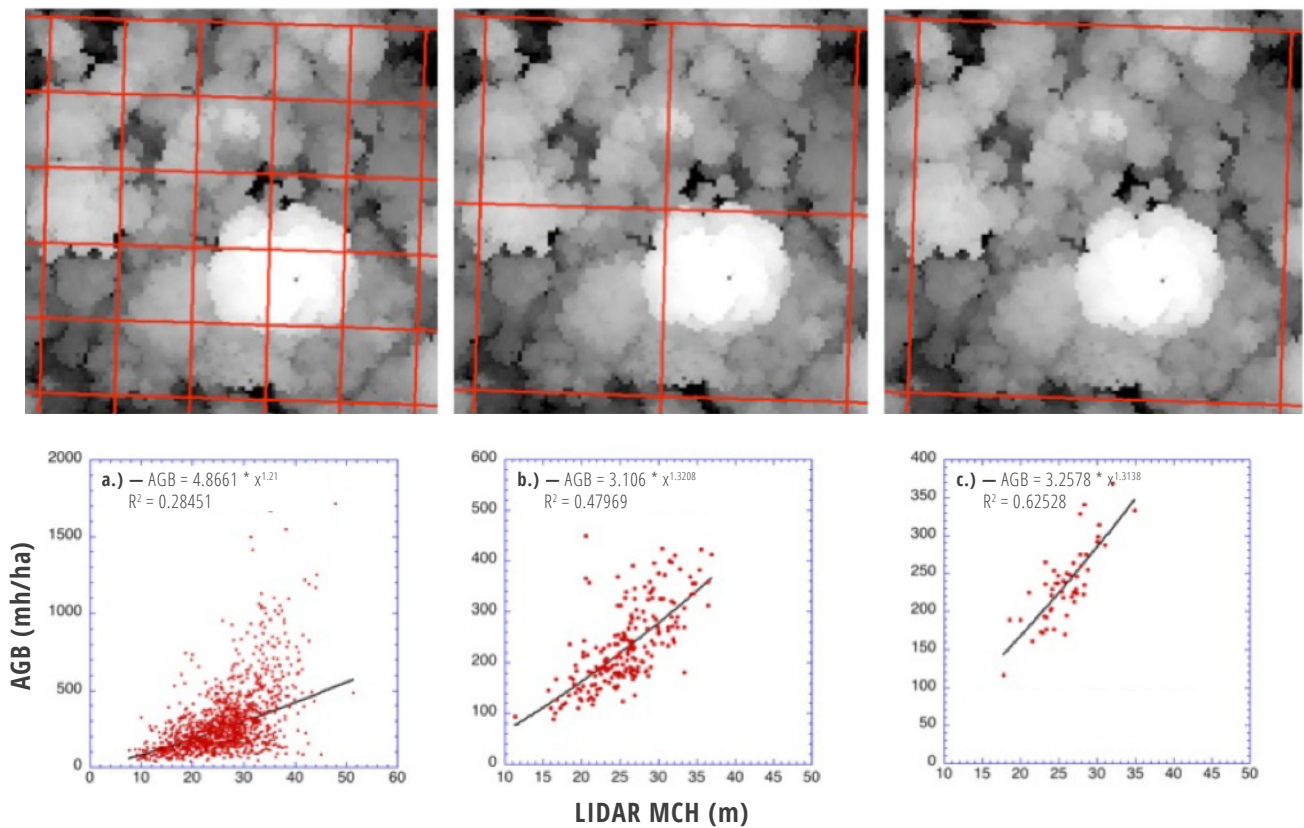 a.) — AGB = 4.8661 * x^1.21
R² = 0.28451
b.) — AGB = 3.106 * x^1.3208
R² = 0.47969
c.) — AGB = 3.2578 * x^1.3138
R² = 0.62528
AGB (mh/ha)
2000
1500
1000
500
0
0 10 20 30 40 50 60
600
500
400
300
200
100
0
10 15 20 25 30 35 40 45 50
400
350
300
250
200
150
100
50
0
10 15 20 25 30 35 40 45 50
LIDAR MCH (m)